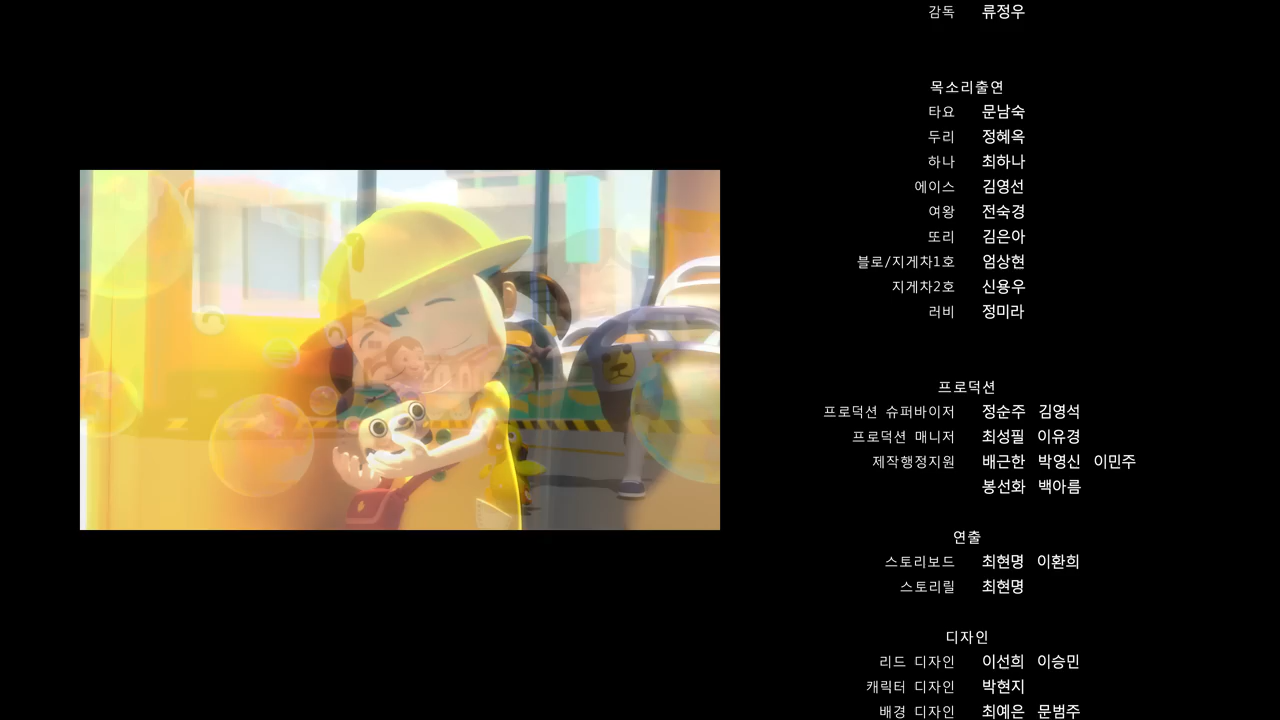 감독 류정우
목소리출연
타요 문남숙
두리 정혜옥
하나 최하나
에이스 김영선
여왕 전숙경
또리 김은아
블로/지게차1호 엄상현
지게차2호 신용우
러비 정미라
프로덕션
프로덕션 슈퍼바이저 정순주 김영석
프로덕션 매니저 최성필 이유경
제작행정지원 배근한 박영신 이민주
봉선화 백아름
연출
스토리보드 최현명 이환희
스토리릴 최현명
디자인
리드 디자인 이선희 이승민
캐릭터 디자인 박현지
배경 디자인 최예은 문범주